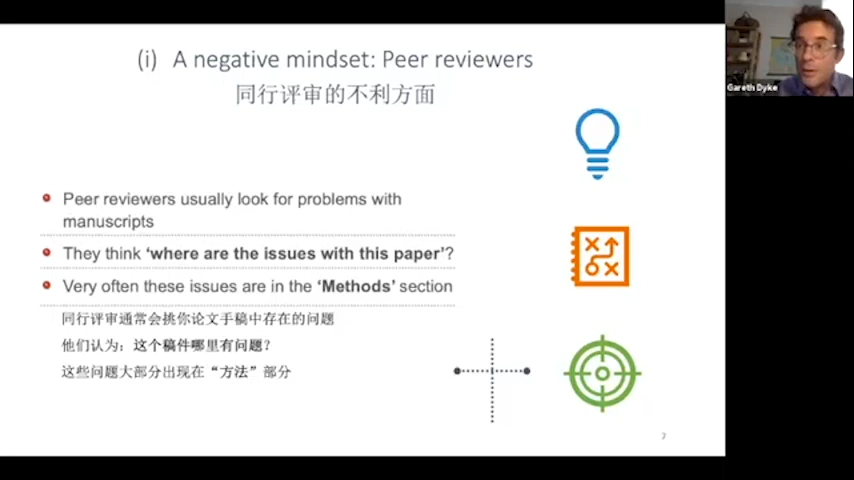 (i) A negative mindset: Peer reviewers
同行评审的不利方面
Gareth Dyke
Peer reviewers usually look for problems with
manuscripts
They think ‘where are the issues with this paper’?
Very often these issues are in the ‘Methods’ section
同行评审通常会挑你论文手稿中存在的问题
他们认为：这个稿件哪里有问题？
这些问题大部分出现在“方法”部分
7